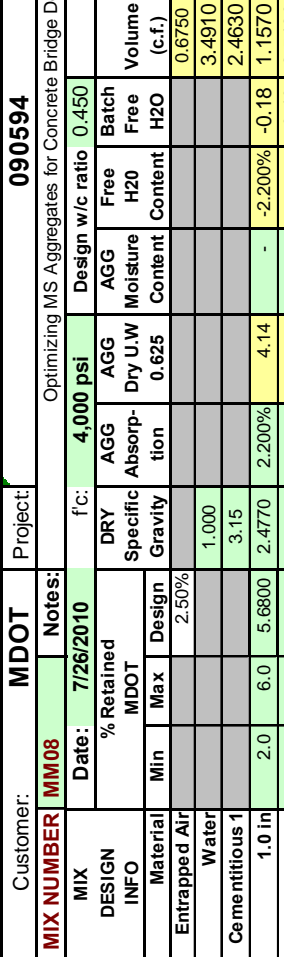 Customer: MDOT Project: 090594
MIX NUMBER MM08 Notes: Optimizing MS Aggregates for Concrete Bridge D
MIX Date: 7/26/2010 f'c: 4,000 psi Design w/c ratio 0.450
DESIGN % Retained DRY AGG AGG AGG Free Batch
INFO MDOT Specific Absorp- Dry U.W Moisture H20 Free Volume
Material Min Max Design Gravity tion 0.625 Content Content H2O (c.f.)
Entrapped Air 2.50% 0.6750
Water 1.000 3.4910
Cementitious 1 3.15 2.4630
1.0 in 2.0 6.0 5.6800 2.4770 2.200% 4.14 - -2.200% -0.18 1.1570